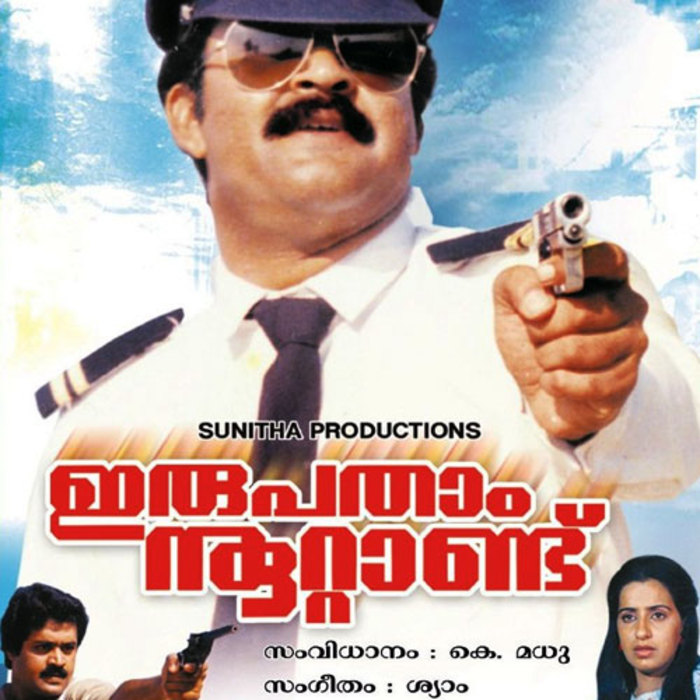 SUNITHA PRODUCTIONS
ഇരുപതാം
നൂറ്റാണ്ട്
സംവിധാനം : കെ. മധു
സംഗീതം : ശ്യാം